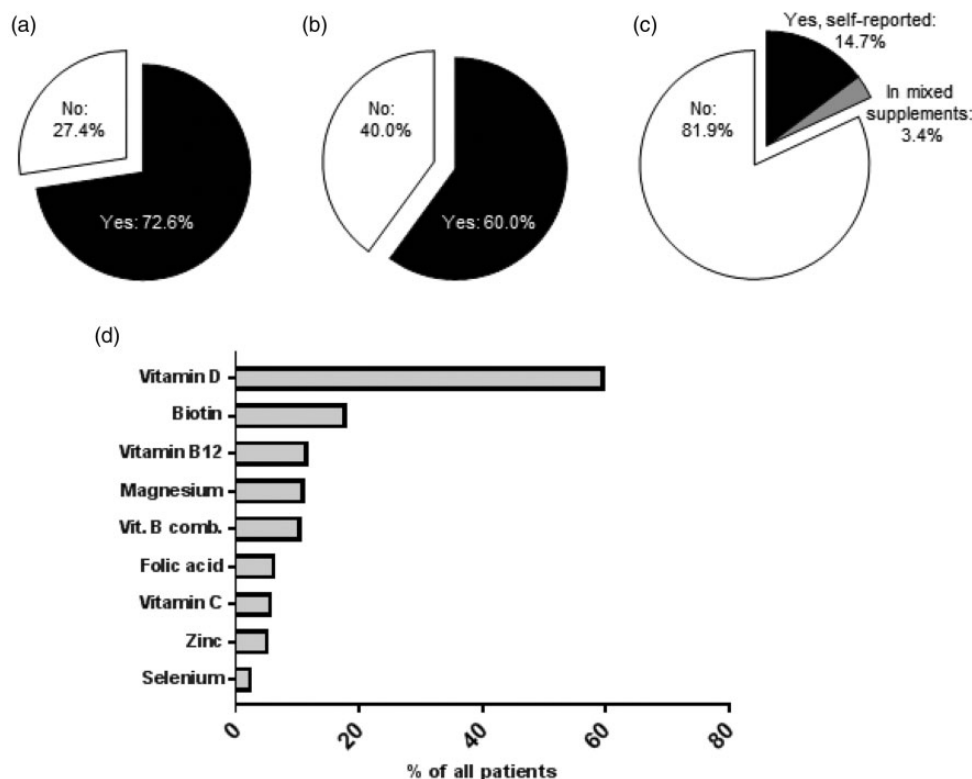 (a)
No:
27.4%
Yes: 72.6%
(b)
No:
40.0%
Yes: 60.0%
(c)
Yes, self-reported:
14.7%
In mixed
supplements:
3.4%
No:
81.9%
(d)
Vitamin D
Biotin
Vitamin B12
Magnesium
Vit. B comb.
Folic acid
Vitamin C
Zinc
Selenium
0 20 40 60 80
% of all patients